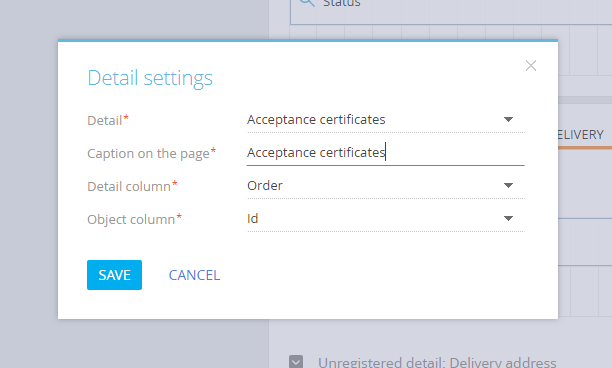 Status
Detail settings
Detail* Acceptance certificates
ELIVERY
Caption on the page* Acceptance certificates
Detail column* Order
Object column* Id
SAVE CANCEL
Unregistered detail: Delivery address